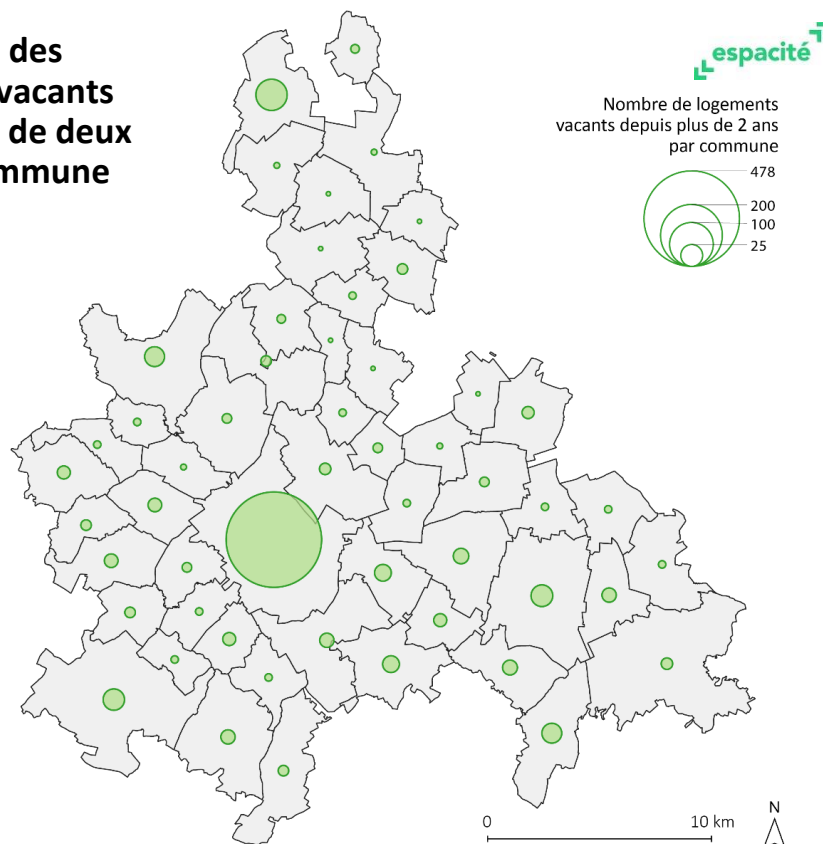 des
vacants
de deux
mmune
espacité
Nombre de logements
vacants depuis plus de 2 ans
par commune
478
200
100
25
0
10 km
N